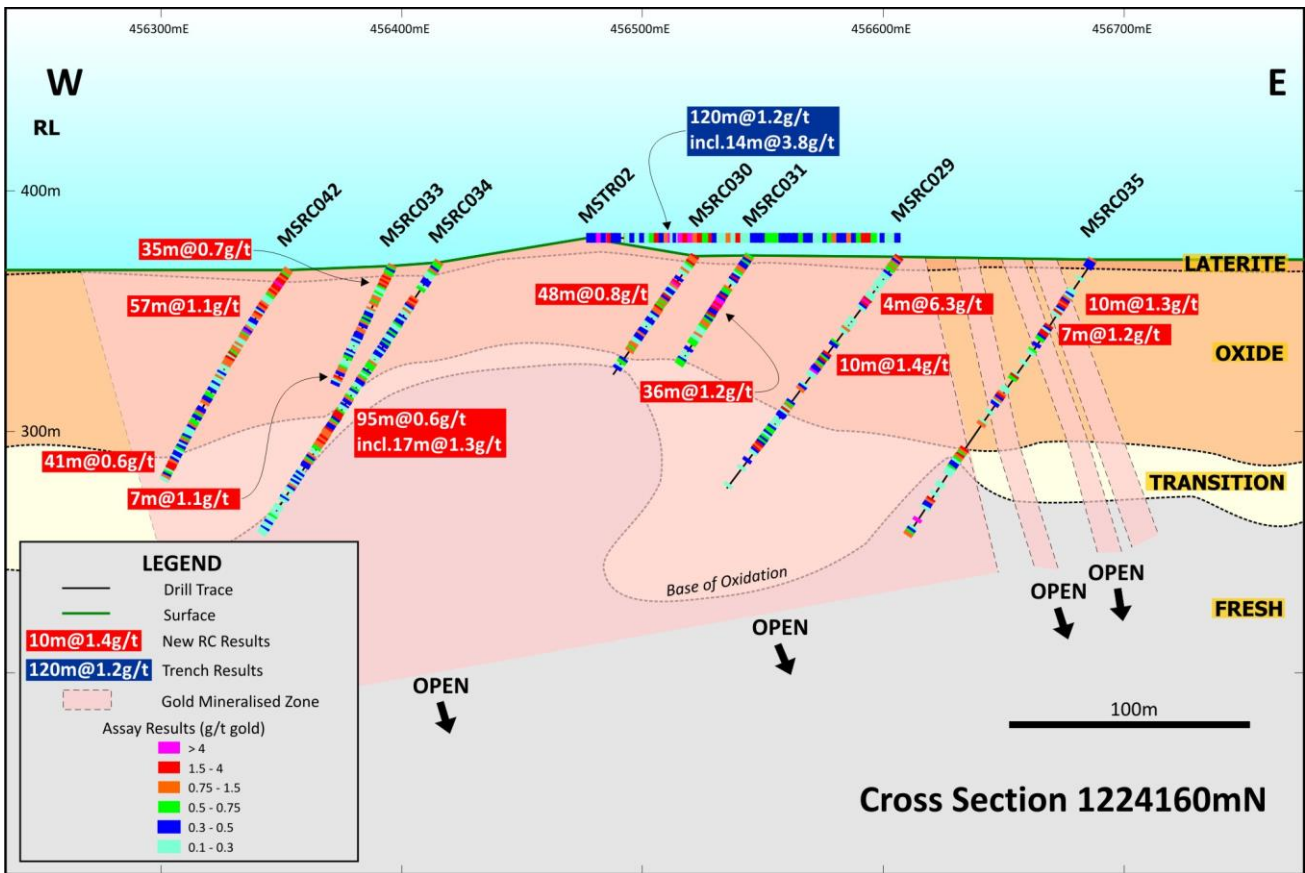 456300mE
456400mE
456500mE
456600mE
456700mE
W
E
RL
400m
300m
MSRC042
MSRC033
MSRC034
MSTR02
MSRC030
MSRC031
MSRC029
MSRC035
120m@1.2g/t
incl.14m@3.8g/t
35m@0.7g/t
57m@1.1g/t
48m@0.8g/t
4m@6.3g/t
10m@1.3g/t
7m@1.2g/t
10m@1.4g/t
36m@1.2g/t
95m@0.6g/t
incl.17m@1.3g/t
41m@0.6g/t
7m@1.1g/t
LATERITE
OXIDE
TRANSITION
FRESH
Base of Oxidation
OPEN
OPEN
OPEN
OPEN
LEGEND
Drill Trace
Surface
10m@1.4g/t New RC Results
120m@1.2g/t Trench Results
Gold Mineralised Zone
Assay Results (g/t gold)
> 4
1.5 - 4
0.75 - 1.5
0.5 - 0.75
0.3 - 0.5
0.1 - 0.3
100m
Cross Section 1224160mN